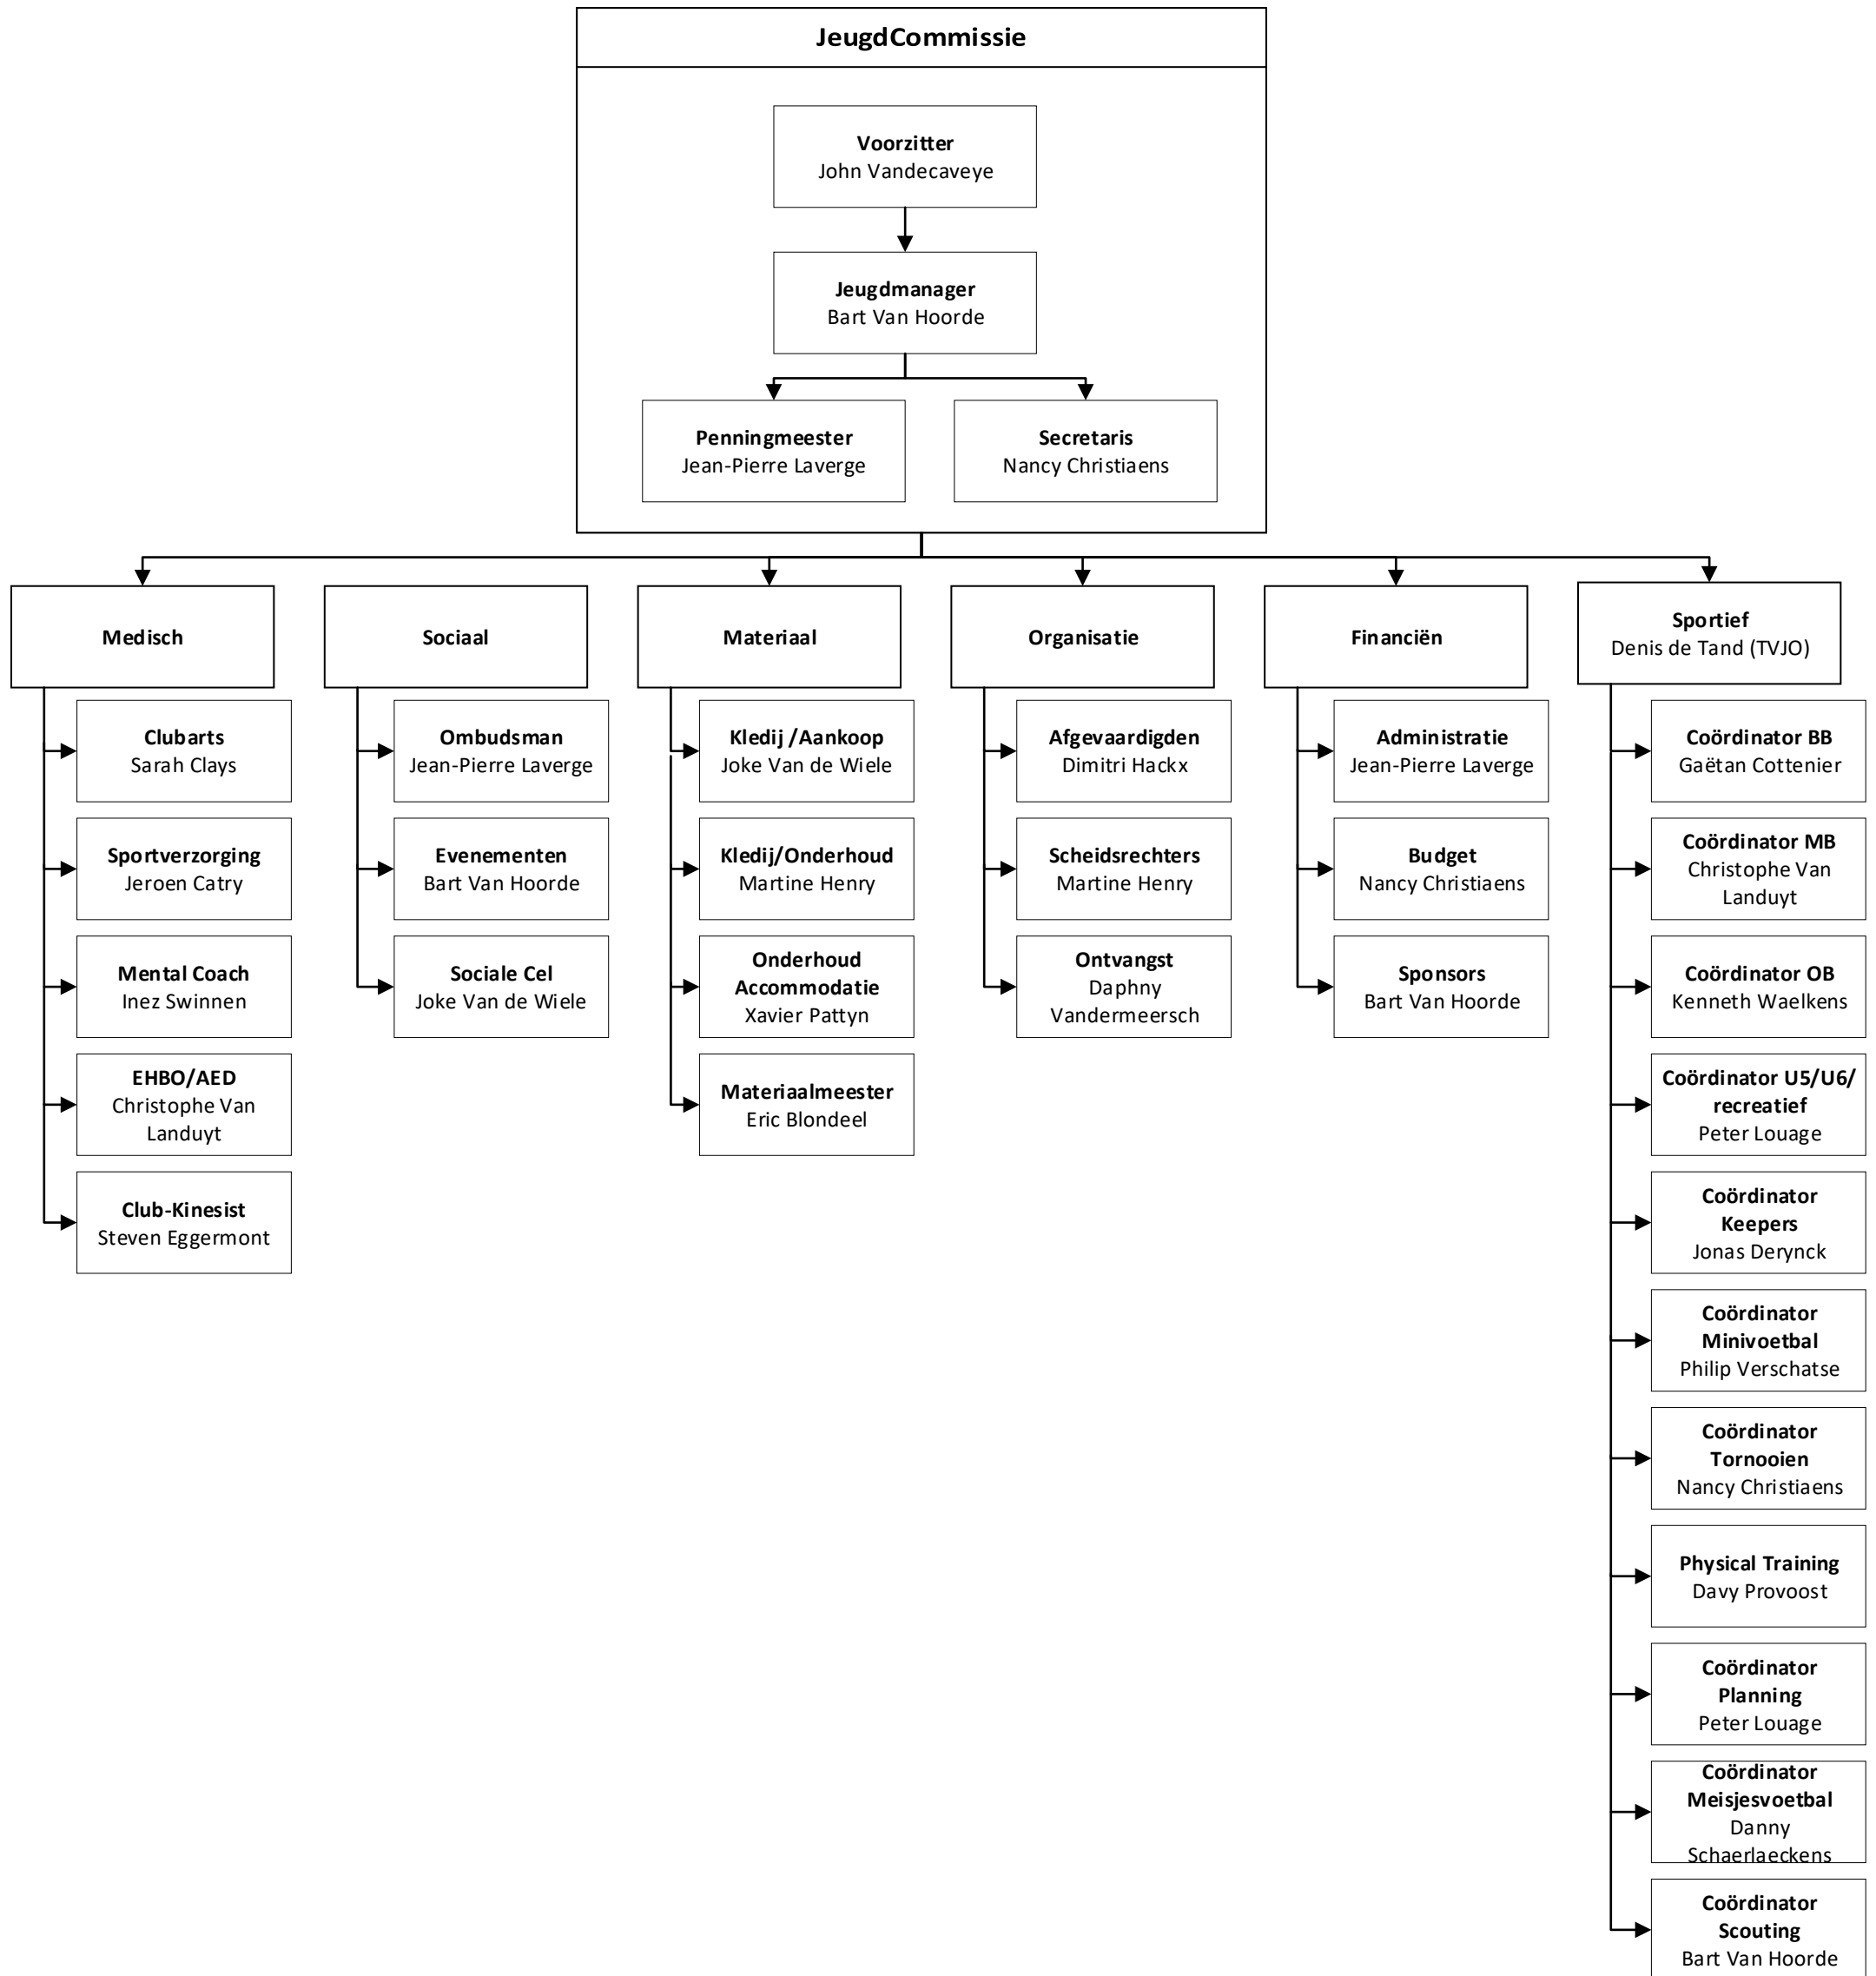 JeugdCommissie
Voorzitter
John Vandecaveye
Jeugdmanager
Bart Van Hoorde
Penningmeester
Jean-Pierre Laverge
Secretaris
Nancy Christiaens
Medisch
Clubarts
Sarah Clays
Sportverzorging
Jeroen Catry
Mental Coach
Inez Swinnen
EHBO/AED
Christophe Van
Landuyt
Club-Kinesist
Steven Eggermont
Sociaal
Ombudsman
Jean-Pierre Laverge
Evenementen
Bart Van Hoorde
Sociale Cel
Joke Van de Wiele
Materiaal
Kledij /Aankoop
Joke Van de Wiele
Kledij/Onderhoud
Martine Henry
Onderhoud
Accommodatie
Xavier Pattyn
Materiaalmeester
Eric Blondeel
Organisatie
Afgevaardigden
Dimitri Hackx
Scheidsrechters
Martine Henry
Ontvangst
Daphny
Vandermeersch
Financiën
Administratie
Jean-Pierre Laverge
Budget
Nancy Christiaens
Sponsors
Bart Van Hoorde
Sportief
Denis de Tand (TVJO)
Coördinator BB
Gaëtan Cottenier
Coördinator MB
Christophe Van
Landuyt
Coördinator OB
Kenneth Waelkens
Coördinator U5/U6/
recreatief
Peter Louage
Coördinator
Keepers
Jonas Derynck
Coördinator
Minivoetbal
Philip Verschatse
Coördinator
Tornooien
Nancy Christiaens
Physical Training
Davy Provoost
Coördinator
Planning
Peter Louage
Coördinator
Meisjesvoetbal
Danny
Schaerlaeckens
Coördinator
Scouting
Bart Van Hoorde